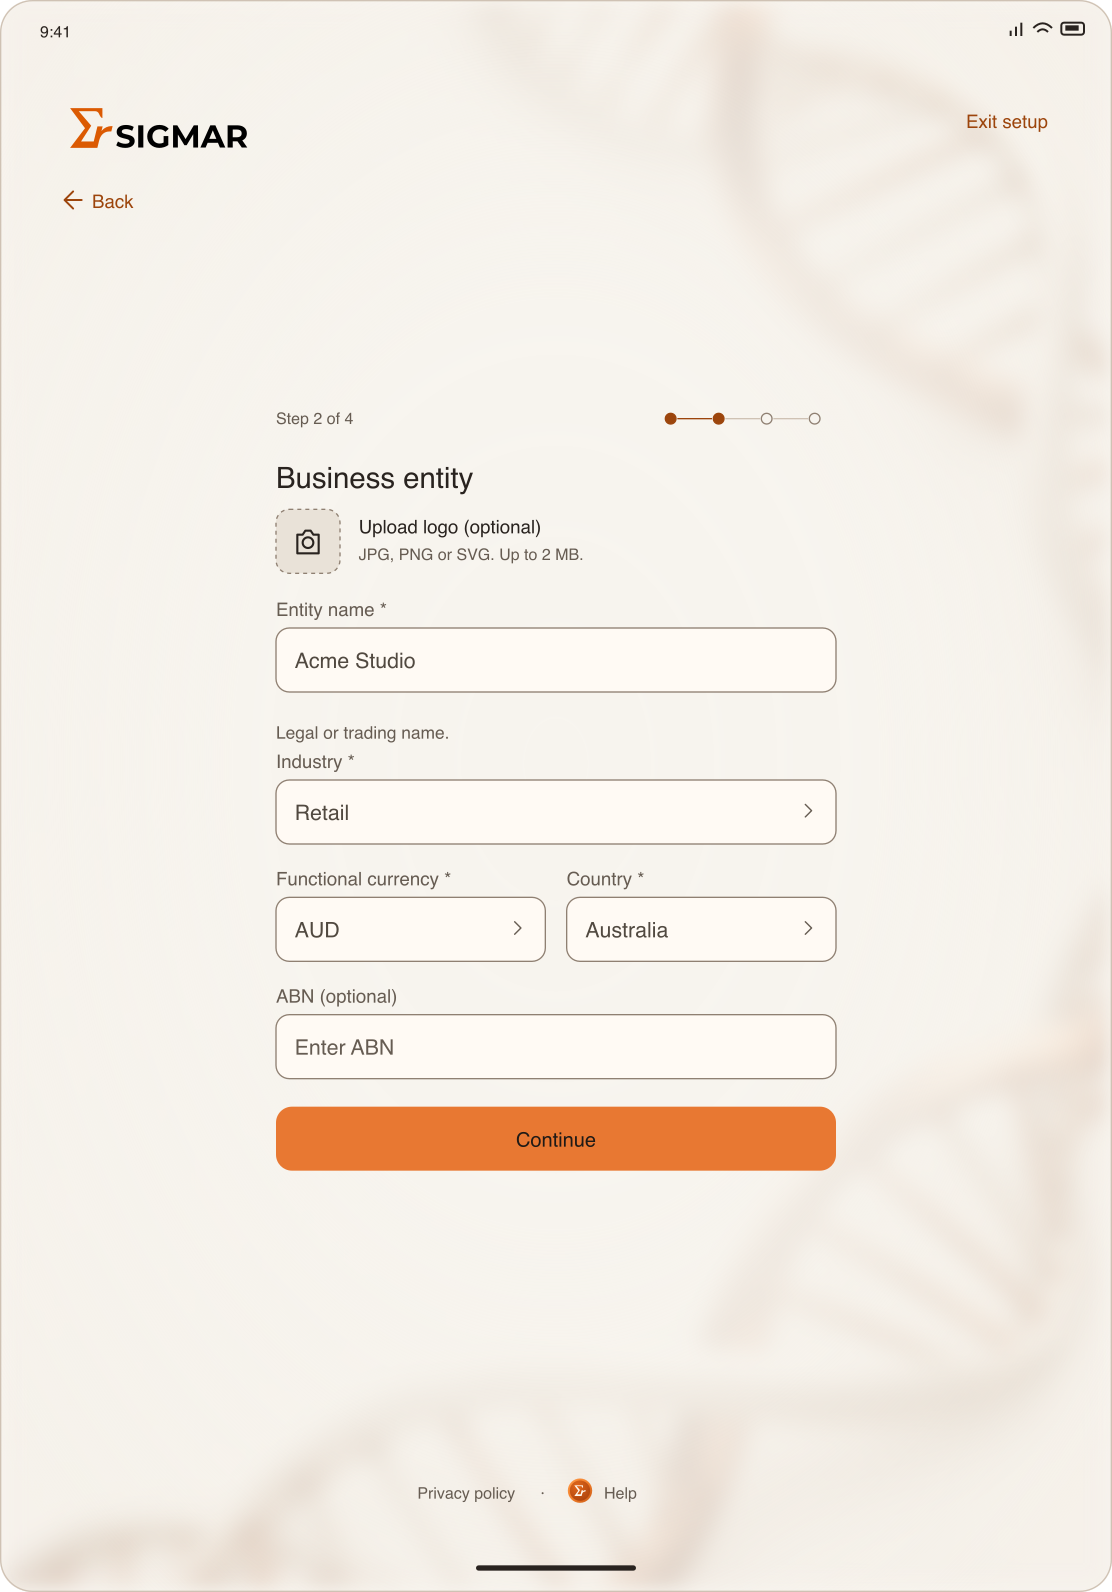 9:41
SIGMAR
Exit setup
Back
Step 2 of 4
Business entity
Upload logo (optional)
JPG, PNG or SVG. Up to 2 MB.
Entity name *
Acme Studio
Legal or trading name.
Industry *
Retail
Functional currency * Country *
AUD Australia
ABN (optional)
Enter ABN
Continue
Privacy policy · Help